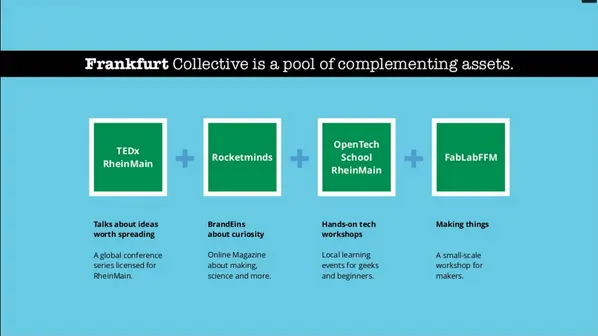 Frankfurt Collective is a pool of complementing assets.
TEDx
RheinMain
Rocketminds
OpenTech
School
RheinMain
FabLabFFM
Talks about ideas
worth spreading
A global conference
series licensed for
RheinMain.
BrandEins
about curiosity
Online Magazine
about making,
science and more.
Hands-on tech
workshops
Local learning
events for geeks
and beginners.
Making things
A small-scale
workshop for
makers.